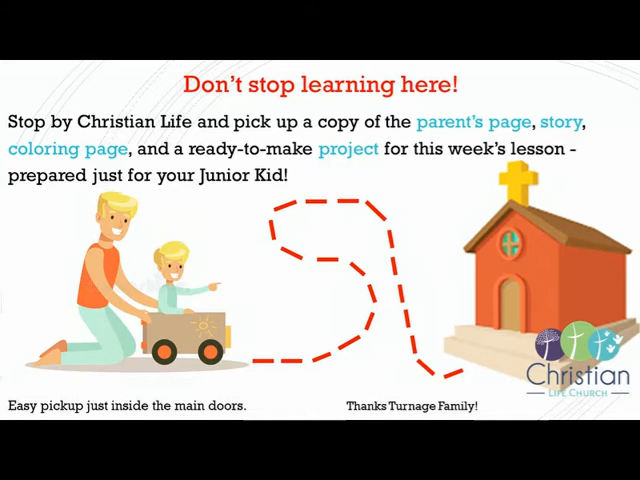 Don't stop learning here!
Stop by Christian Life and pick up a copy of the parent's page, story,
coloring page, and a ready-to-make project for this week's lesson -
prepared just for your Junior Kid!
Christian
LIFE CHURCH
Easy pickup just inside the main doors.
Thanks Turnage Family!